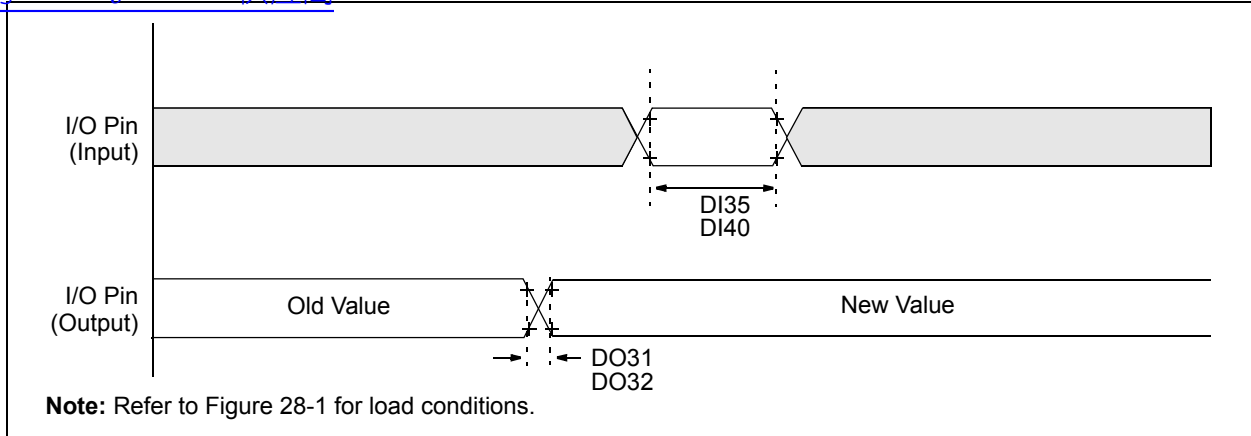 I/O Pin
(Input)
DI35
DI40
I/O Pin
(Output)
Old Value
New Value
DO31
DO32
Note: Refer to Figure 28-1 for load conditions.